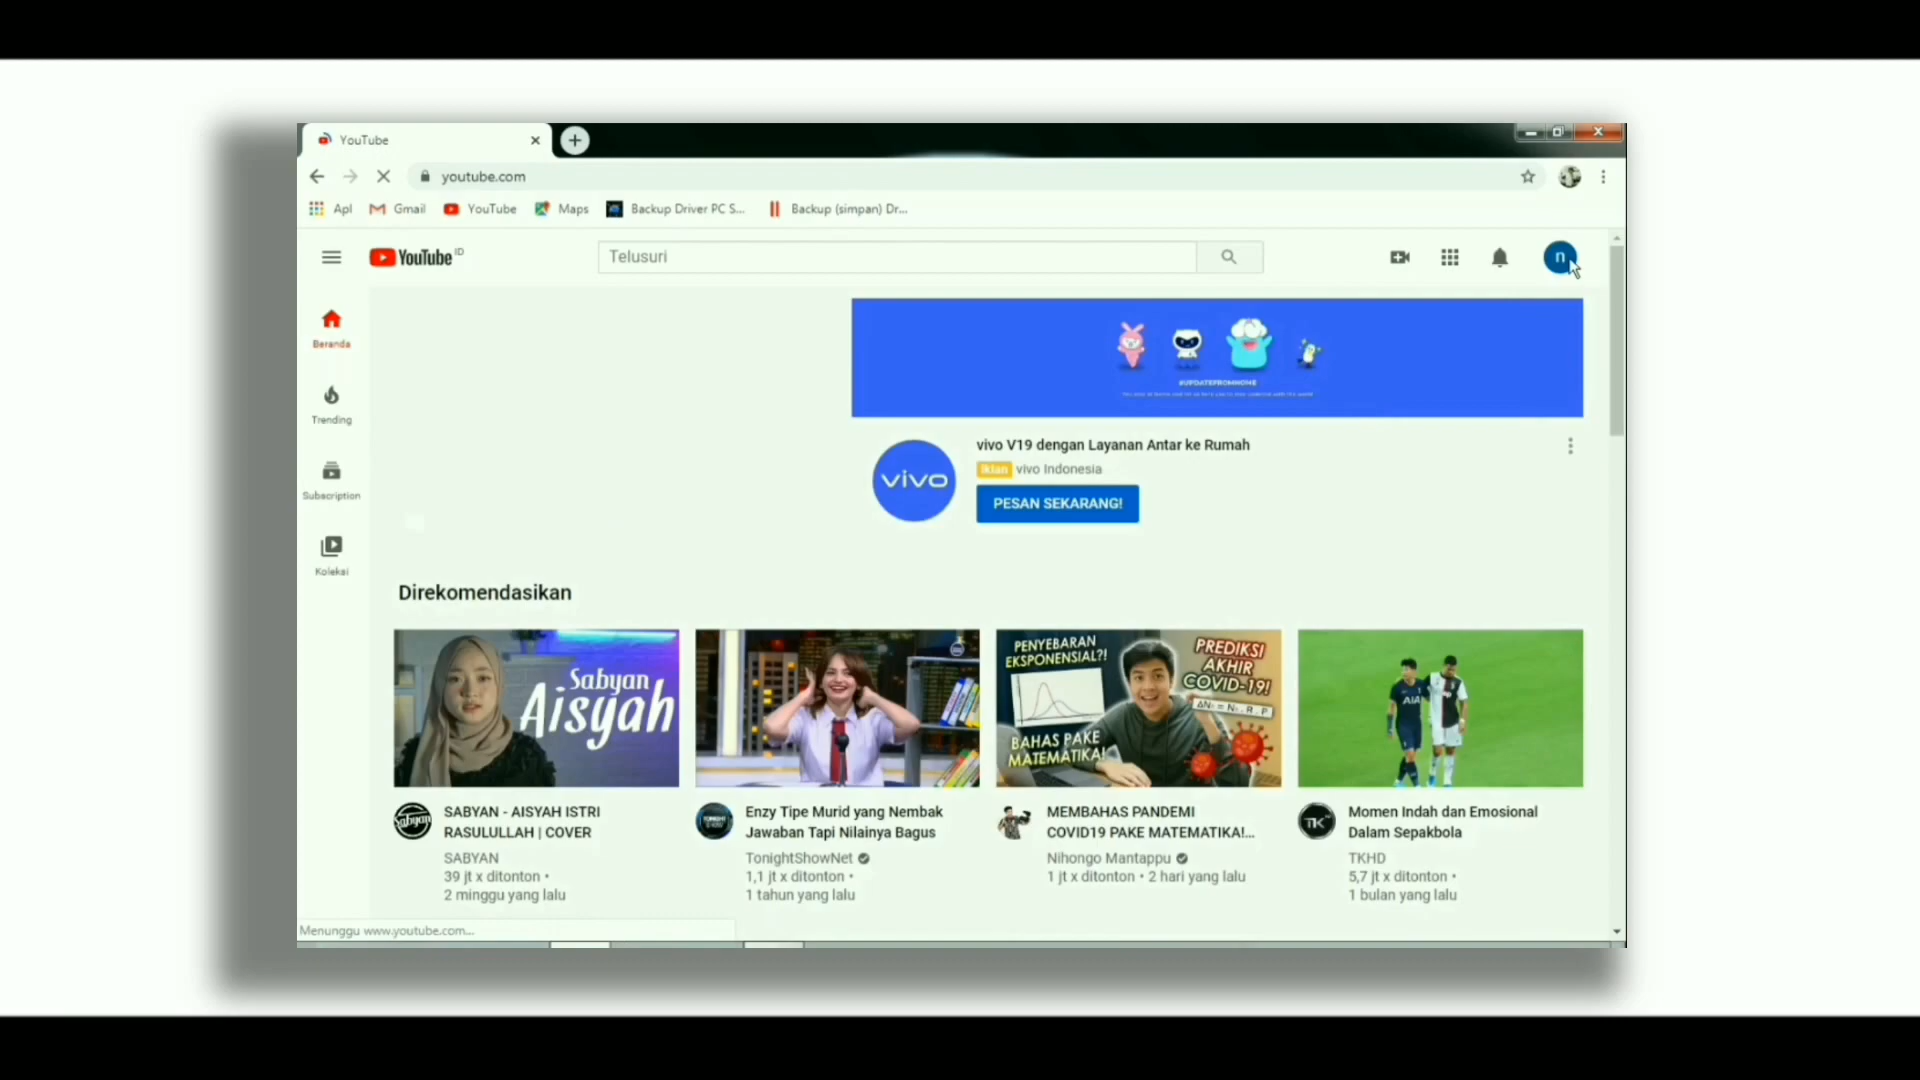 YouTube
youtube.com
Apl Gmail YouTube Maps Backup Driver PC S... Backup (simpan) Dr...
YouTube ID
Telusuri
n
Beranda
Trending
Subscription
Koleksi
#UPDATEFROMHOME
vivo
vivo V19 dengan Layanan Antar ke Rumah
Iklan vivo Indonesia
PESAN SEKARANG!
Direkomendasikan
Sabyan
Aisyah
PENYEBARAN
EKSPONENSIAL?!
PREDIKSI
AKHIR
COVID-19!
BAHAS PAKE
MATEMATIKA!
AIA
Sabyan
SABYAN - AISYAH ISTRI
RASULULLAH | COVER
SABYAN
39 jt x ditonton •
2 minggu yang lalu
Enzy Tipe Murid yang Nembak
Jawaban Tapi Nilainya Bagus
TonightShowNet
1,1 jt x ditonton •
1 tahun yang lalu
MEMBAHAS PANDEMI
COVID19 PAKE MATEMATIKA!...
Nihongo Mantappu
1 jt x ditonton • 2 hari yang lalu
TK
Momen Indah dan Emosional
Dalam Sepakbola
TKHD
5,7 jt x ditonton •
1 bulan yang lalu
Menunggu www.youtube.com...